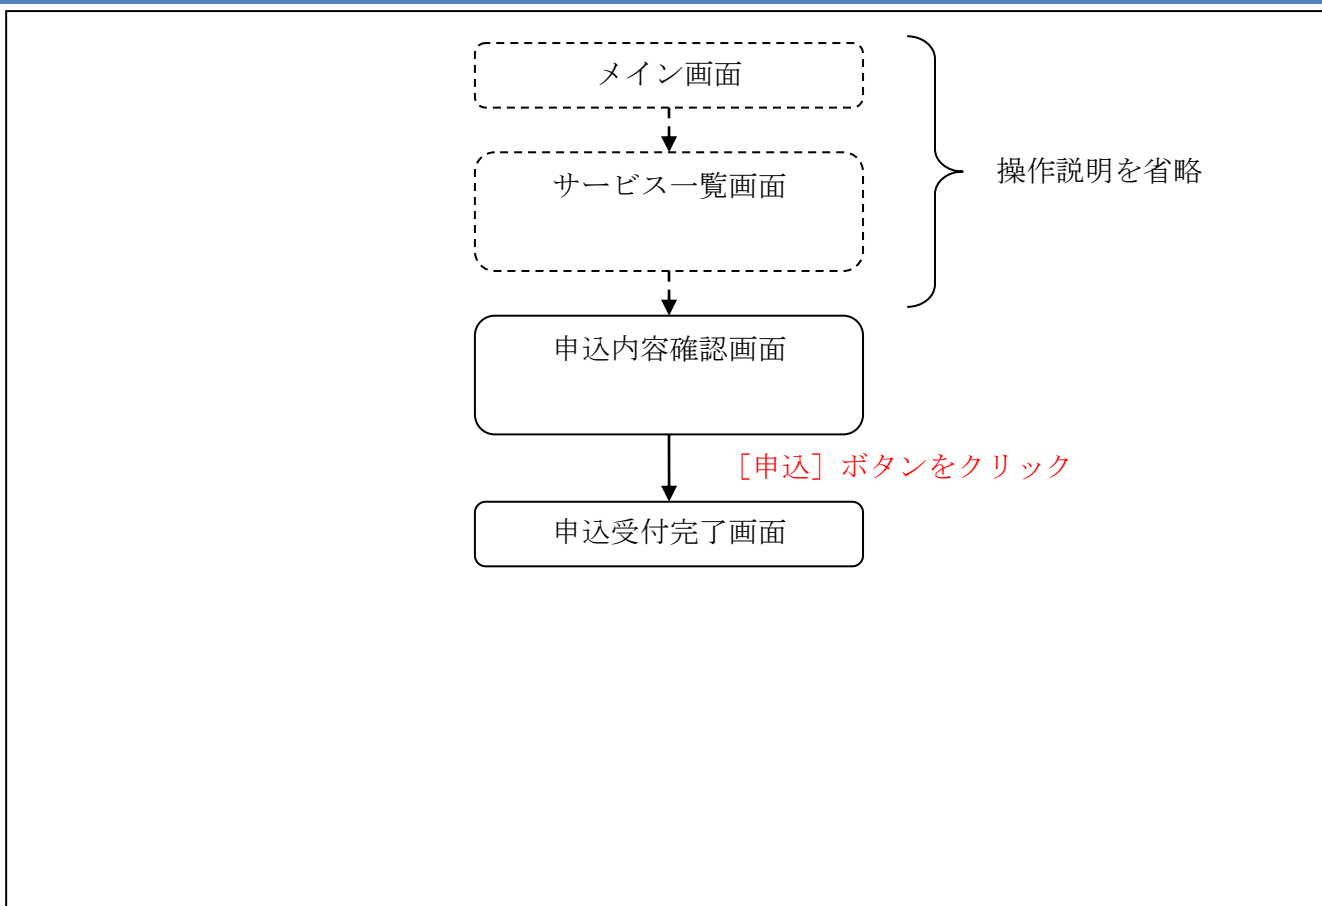 メイン画面
サービス一覧画面
操作説明を省略
申込内容確認画面
［申込］ボタンをクリック
申込受付完了画面